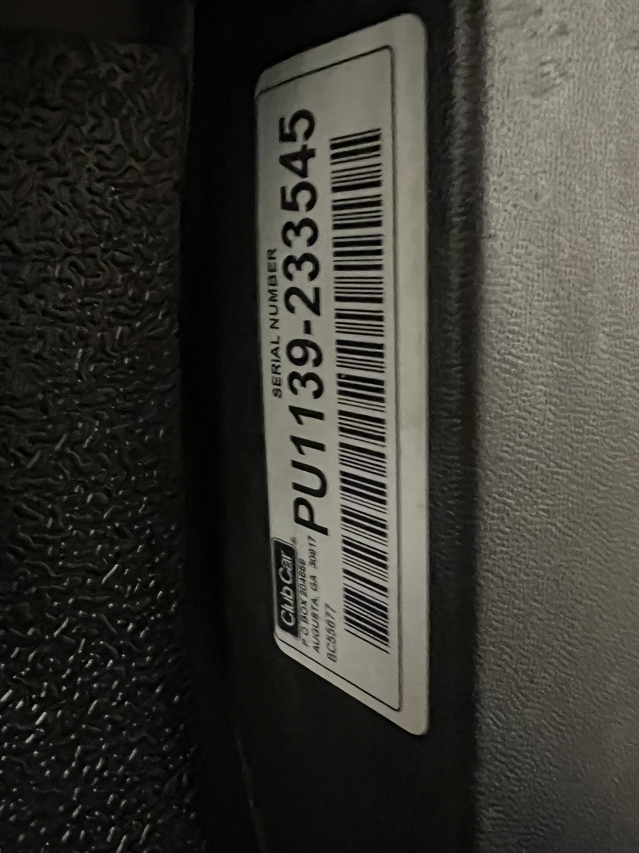 Club Car®
P O BOX 204658
AUGUSTA, GA 30917
SERIAL NUMBER
PU1139-233545